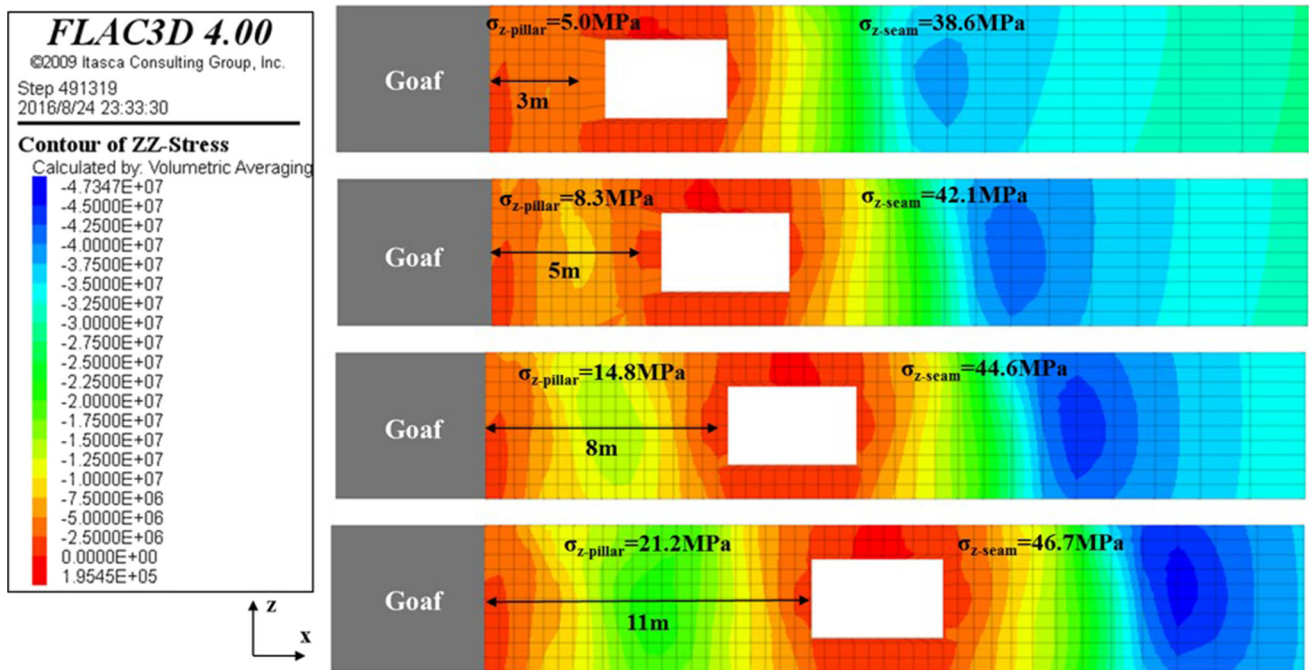 FLAC3D 4.00
©2009 Itasca Consulting Group, Inc.
Step 491319
2016/8/24 23:33:30
Contour of ZZ-Stress
Calculated by: Volumetric Averaging
-4.7347E+07
-4.5000E+07
-4.2500E+07
-4.0000E+07
-3.7500E+07
-3.5000E+07
-3.2500E+07
-3.0000E+07
-2.7500E+07
-2.5000E+07
-2.2500E+07
-2.0000E+07
-1.7500E+07
-1.5000E+07
-1.2500E+07
-1.0000E+07
-7.5000E+06
-5.0000E+06
-2.5000E+06
0.0000E+00
1.9545E+05
z
x
σz-pillar=5.0MPa
σz-seam=38.6MPa
Goaf
3m
σz-pillar=8.3MPa
σz-seam=42.1MPa
Goaf
5m
σz-pillar=14.8MPa
σz-seam=44.6MPa
Goaf
8m
σz-pillar=21.2MPa
σz-seam=46.7MPa
Goaf
11m